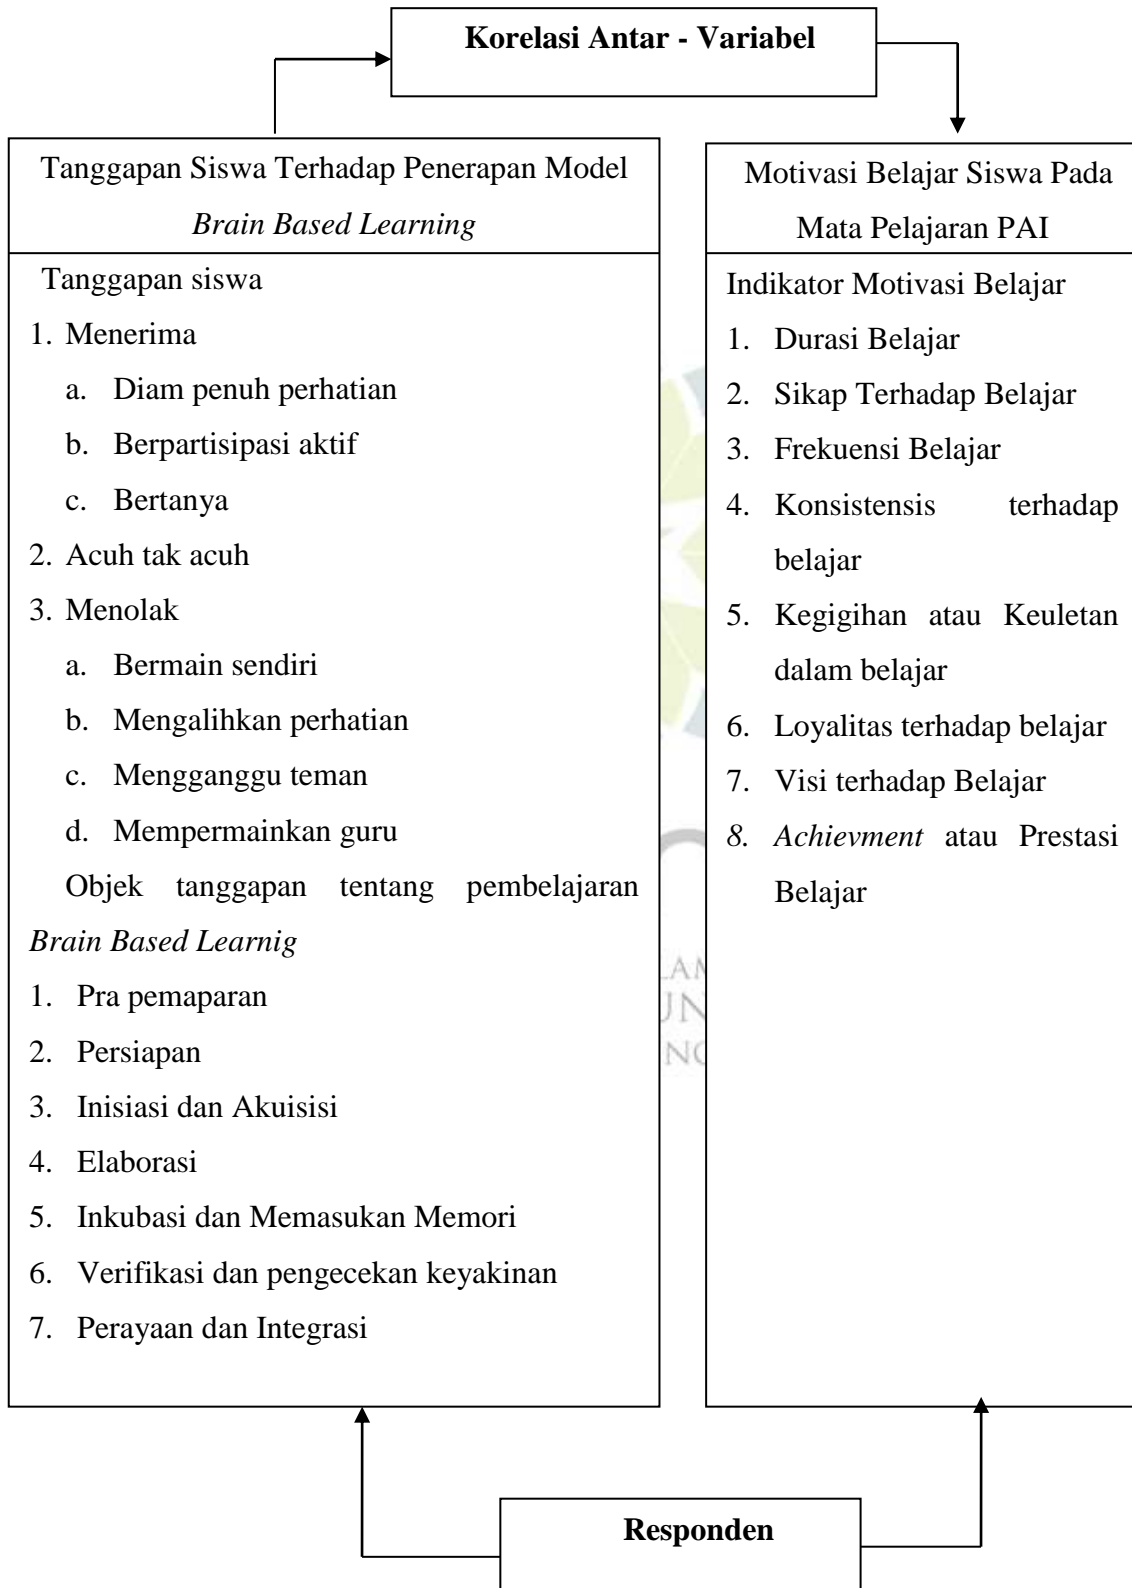 Korelasi Antar - Variabel
Tanggapan Siswa Terhadap Penerapan Model
Brain Based Learning
Tanggapan siswa
1. Menerima
a. Diam penuh perhatian
b. Berpartisipasi aktif
c. Bertanya
2. Acuh tak acuh
3. Menolak
a. Bermain sendiri
b. Mengalihkan perhatian
c. Mengganggu teman
d. Mempermainkan guru
Objek tanggapan tentang pembelajaran
Brain Based Learnig
1. Pra pemaparan
2. Persiapan
3. Inisiasi dan Akuisisi
4. Elaborasi
5. Inkubasi dan Memasukan Memori
6. Verifikasi dan pengecekan keyakinan
7. Perayaan dan Integrasi
Motivasi Belajar Siswa Pada
Mata Pelajaran PAI
Indikator Motivasi Belajar
1. Durasi Belajar
2. Sikap Terhadap Belajar
3. Frekuensi Belajar
4. Konsistensis terhadap
belajar
5. Kegigihan atau Keuletan
dalam belajar
6. Loyalitas terhadap belajar
7. Visi terhadap Belajar
8. Achievment atau Prestasi
Belajar
Responden